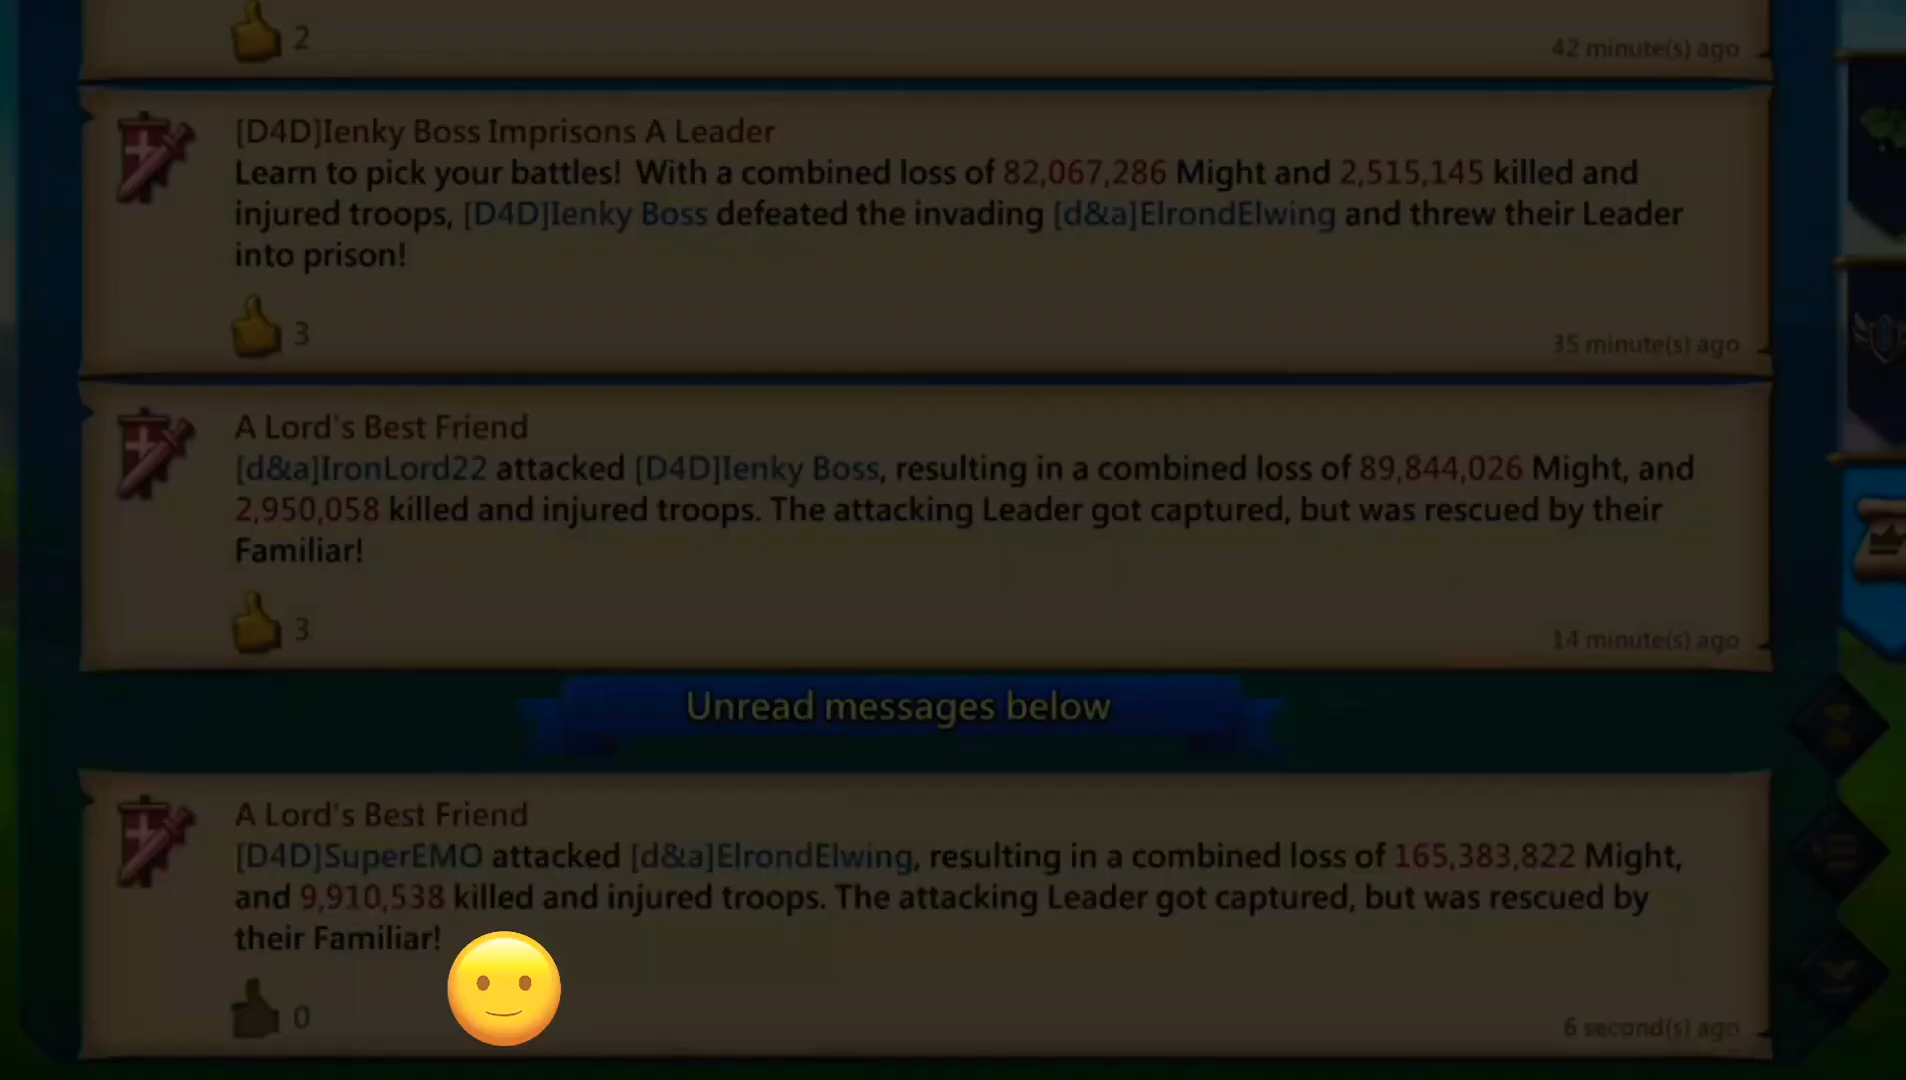 2
42 minute(s) ago
[D4D]Ienky Boss Imprisons A Leader
Learn to pick your battles! With a combined loss of 82,067,286 Might and 2,515,145 killed and
injured troops, [D4D]Ienky Boss defeated the invading [d&a]ElrondElwing and threw their Leader
into prison!
3
35 minute(s) ago
A Lord's Best Friend
[d&a]IronLord22 attacked [D4D]Ienky Boss, resulting in a combined loss of 89,844,026 Might, and
2,950,058 killed and injured troops. The attacking Leader got captured, but was rescued by their
Familiar!
3
14 minute(s) ago
Unread messages below
A Lord's Best Friend
[D4D]SuperEMO attacked [d&a]ElrondElwing, resulting in a combined loss of 165,383,822 Might,
and 9,910,538 killed and injured troops. The attacking Leader got captured, but was rescued by
their Familiar!
0
6 second(s) ago